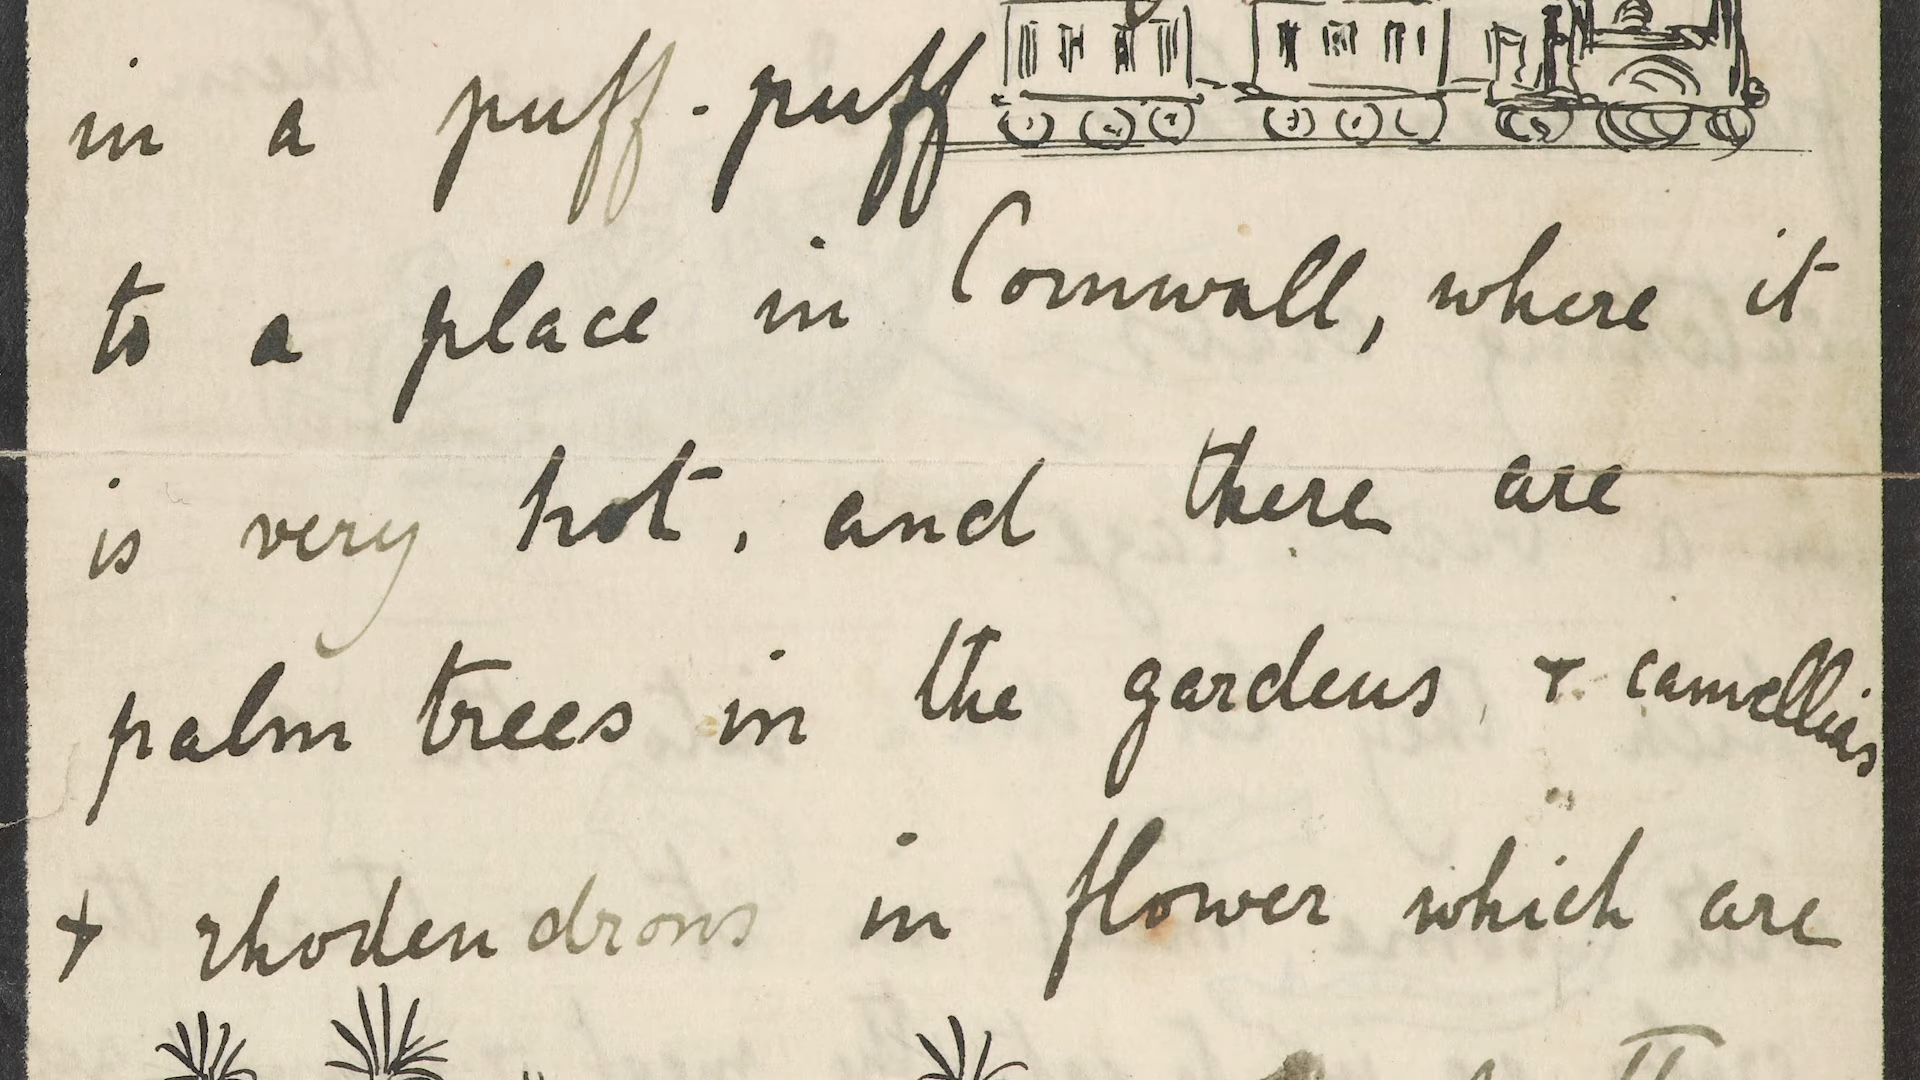 in a puff-puff
to a place in Cornwall, where it
is very hot, and there are
palm trees in the gardens + camellias
+ rhodendrons in flower which are